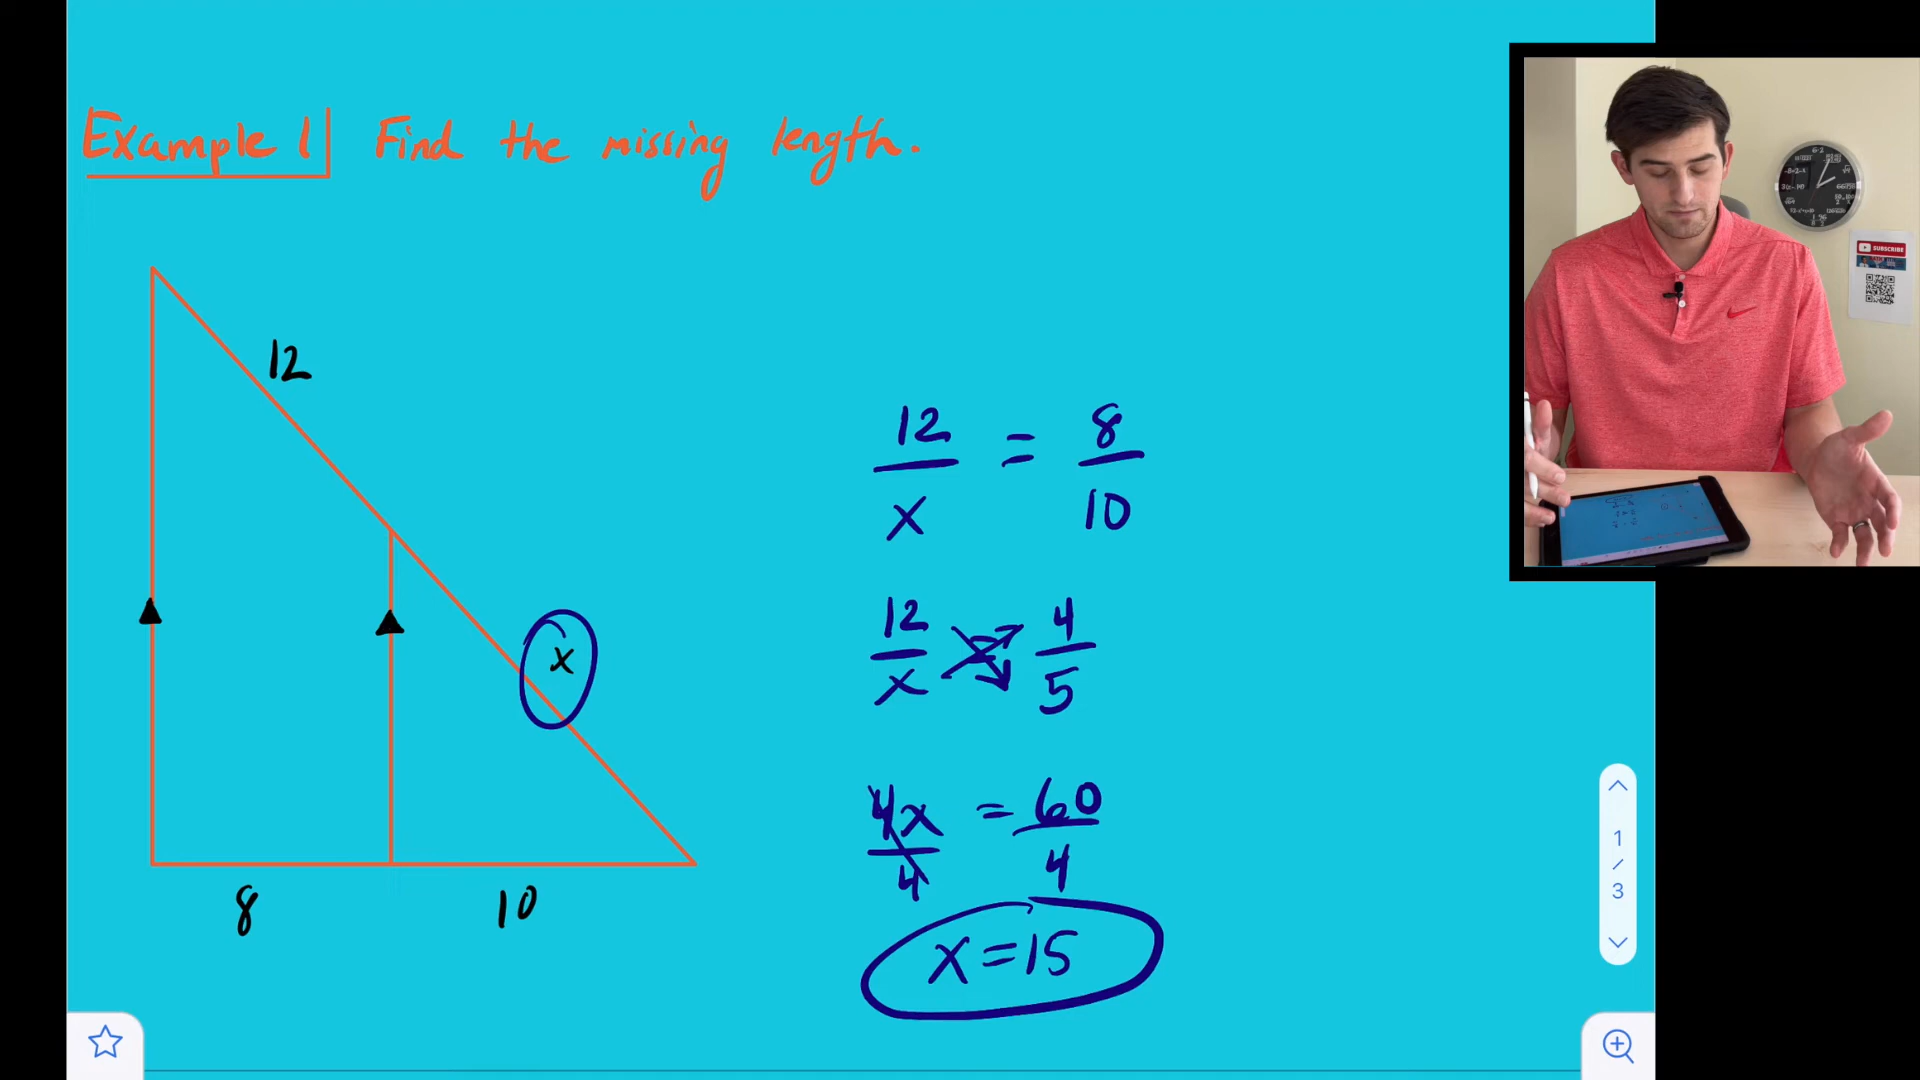 Example 1 Find the missing length.
12
x
8
10
12/x = 8/10
12/x 4/5
4x/4 = 60/4
x=15
1
/
3
SUBSCRIBE